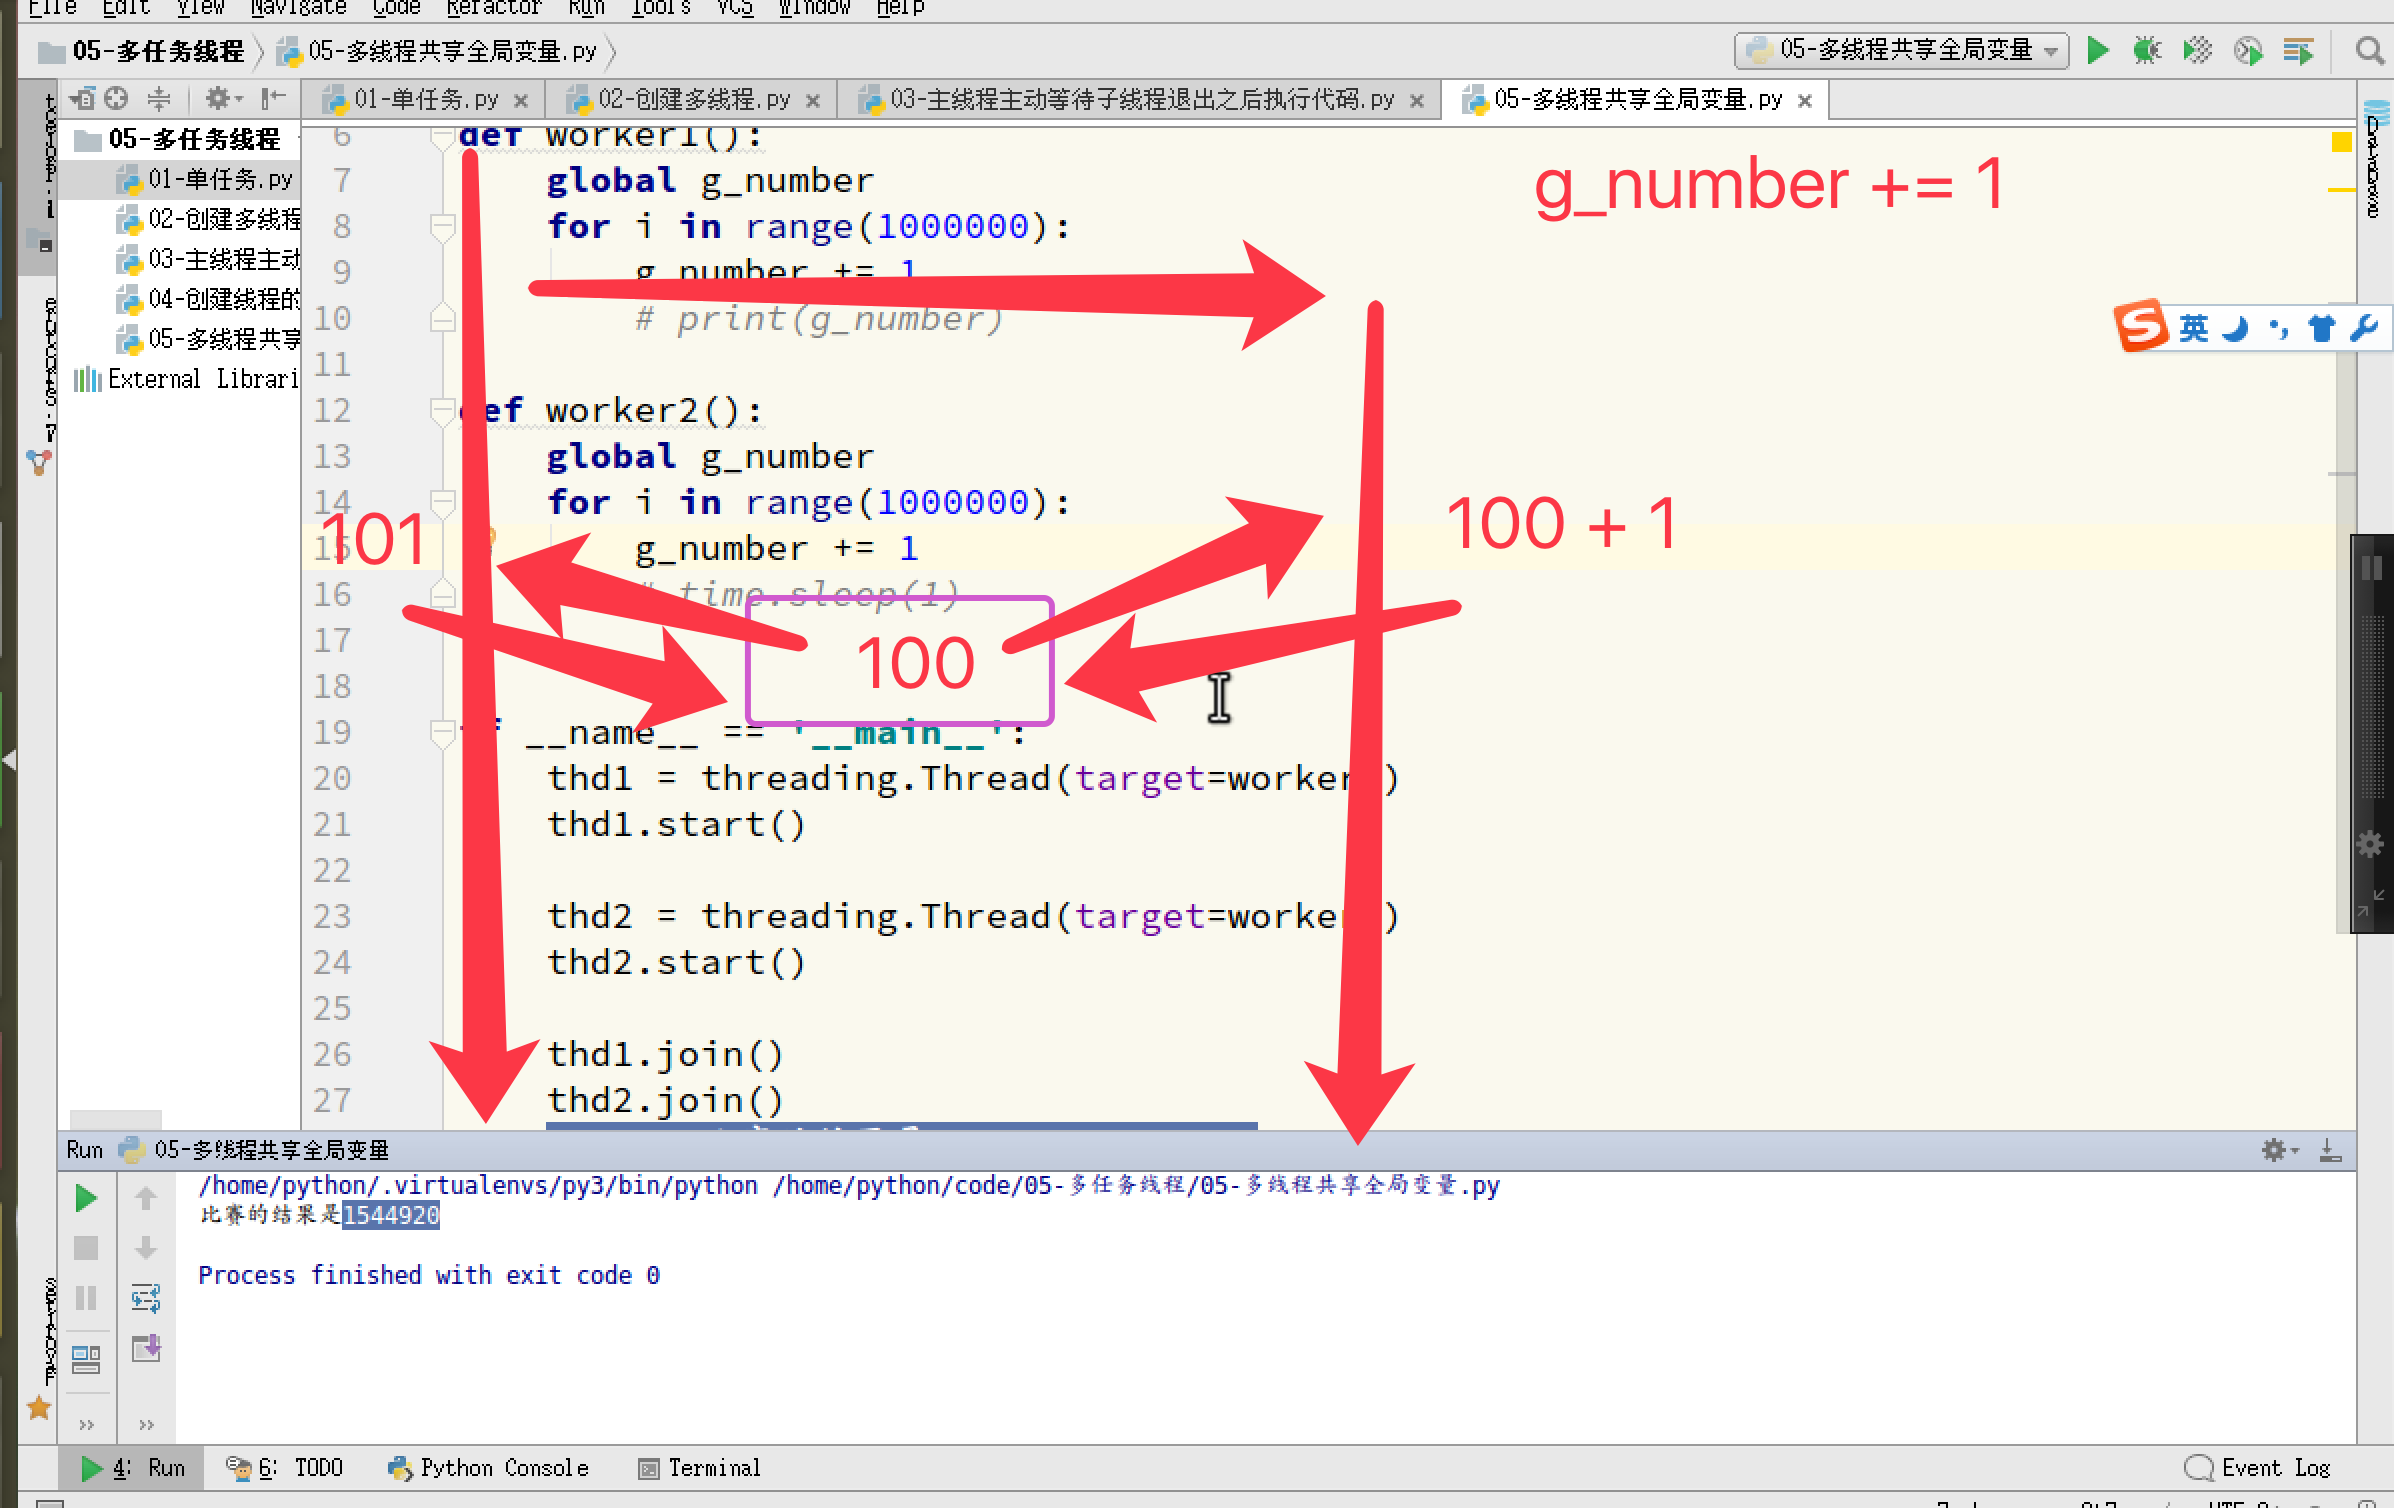 File Edit View Navigate Code Refactor Run Tools VCS Window Help
05-多任务线程 05-多线程共享全局变量.py
05-多线程共享全局变量
01-单任务.py
02-创建多线程.py
03-主线程主动等待子线程退出之后执行代码.py
05-多线程共享全局变量.py
05-多任务线程
01-单任务.py
02-创建多线程
03-主线程主动
04-创建线程的
05-多线程共享
External Librari
6 def worker1():
7 global g_number
8 for i in range(1000000):
9 g_number += 1
10 # print(g_number)
11
12 def worker2():
13 global g_number
14 for i in range(1000000):
15 g_number += 1
16 # time.sleep(1)
17
18
19 if __name__ == '__main__':
20 thd1 = threading.Thread(target=worker )
21 thd1.start()
22
23 thd2 = threading.Thread(target=worker )
24 thd2.start()
25
26 thd1.join()
27 thd2.join()
g_number += 1
101
100
100 + 1
英
Database
Run 05-多线程共享全局变量
/home/python/.virtualenvs/py3/bin/python /home/python/code/05-多任务线程/05-多线程共享全局变量.py
比赛的结果是1544920
Process finished with exit code 0
4: Run 6: TODO Python Console Terminal
Event Log